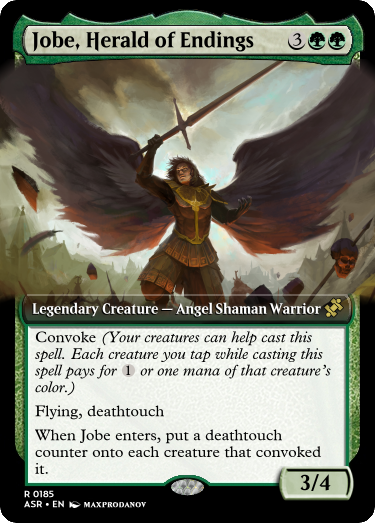 Jobe, Herald of Endings 3
Legendary Creature — Angel Shaman Warrior
Convoke (Your creatures can help cast this
spell. Each creature you tap while casting this
spell pays for 1 or one mana of that creature's
color.)
Flying, deathtouch
When Jobe enters, put a deathtouch
counter onto each creature that convoked
it.
3/4
R 0185
ASR • EN MAXPRODANOV